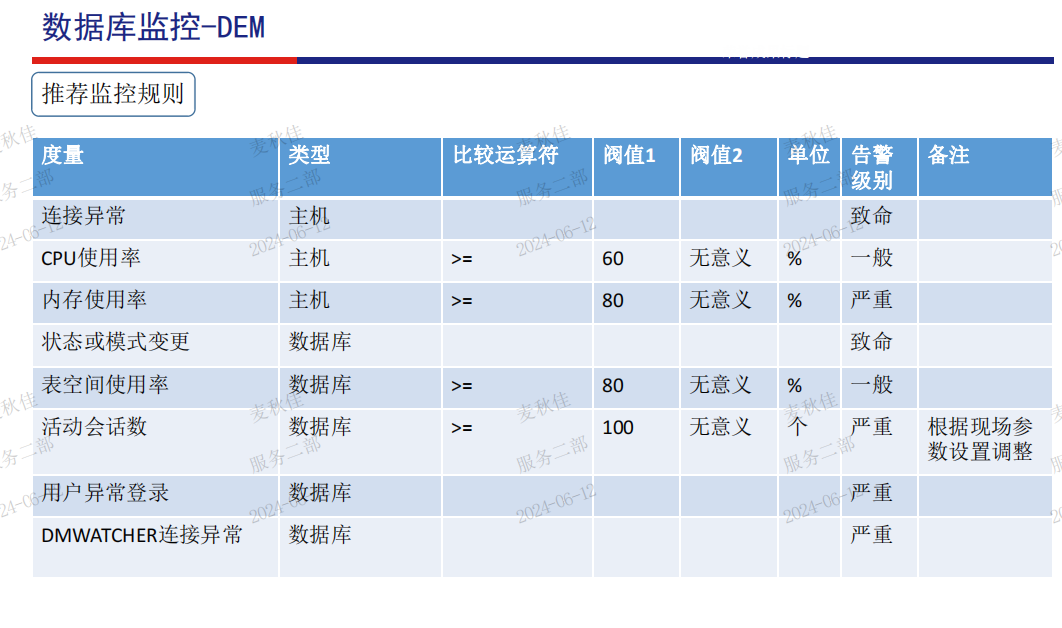 数据库监控-DEM
推荐监控规则
度量 类型 比较运算符 阀值1 阀值2 单位 告警
级别 备注
连接异常 主机 致命
CPU使用率 主机 >= 60 无意义 % 一般
内存使用率 主机 >= 80 无意义 % 严重
状态或模式变更 数据库 致命
表空间使用率 数据库 >= 80 无意义 % 一般
活动会话数 数据库 >= 100 无意义 个 严重 根据现场参
数设置调整
用户异常登录 数据库 严重
DMWATCHER连接异常 数据库 严重
麦秋佳
服务二部
2024-06-12